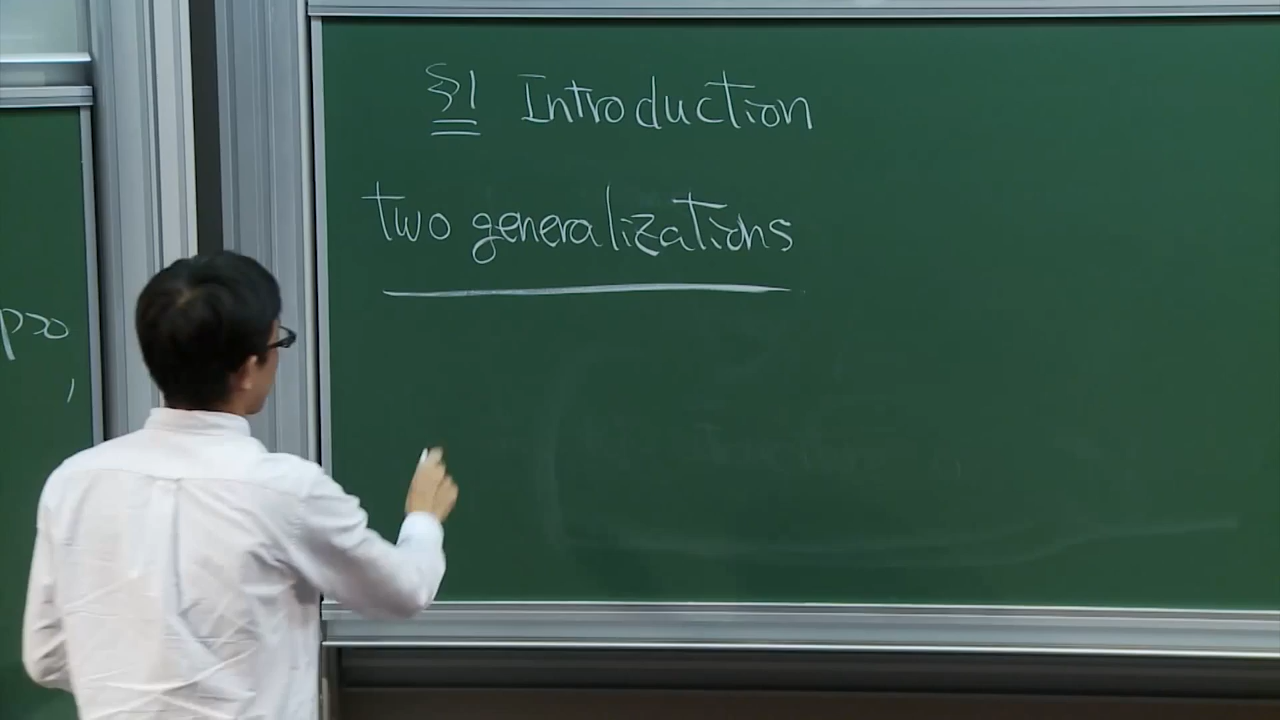 §1 Introduction
two generalizations
p>0
,